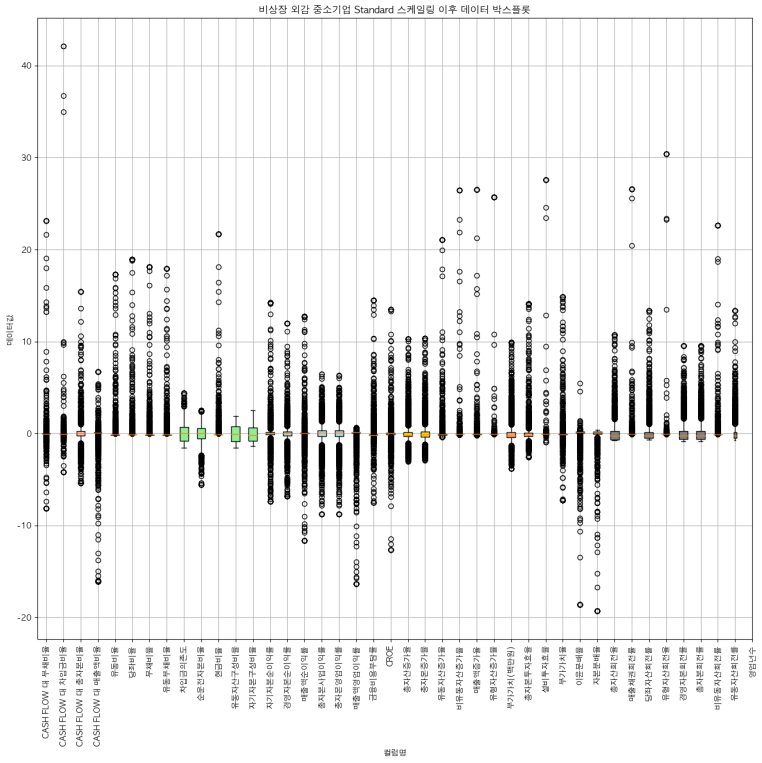 비상장 외감 중소기업 Standard 스케일링 이후 데이터 박스플롯
데이터값
40
30
20
10
0
-10
-20
CASH FLOW 대 부채비율
CASH FLOW 대 차입금비율
CASH FLOW 대 총자본비율
CASH FLOW 대 매출액비율
유동비율
당좌비율
부채비율
유동부채비율
차입금의존도
순운전자본비율
현금비율
유동자산구성비율
자기자본구성비율
자기자본순이익률
경영자본순이익률
매출액순이익률
총자본사업이익률
총자본영업이익률
매출액영업이익률
금융비용부담률
CROE
총자산증가율
총자본증가율
유동자산증가율
비유동자산증가율
매출액증가율
유형자산증가율
부가가치(백만원)
총자본투자효율
설비투자효율
부가가치율
이윤분배율
자본분배율
총자산회전률
매출채권회전률
당좌자산회전률
유형자산회전률
경영자본회전률
총자본회전률
비유동자산회전률
유동자산회전률
영업년수
컬럼명